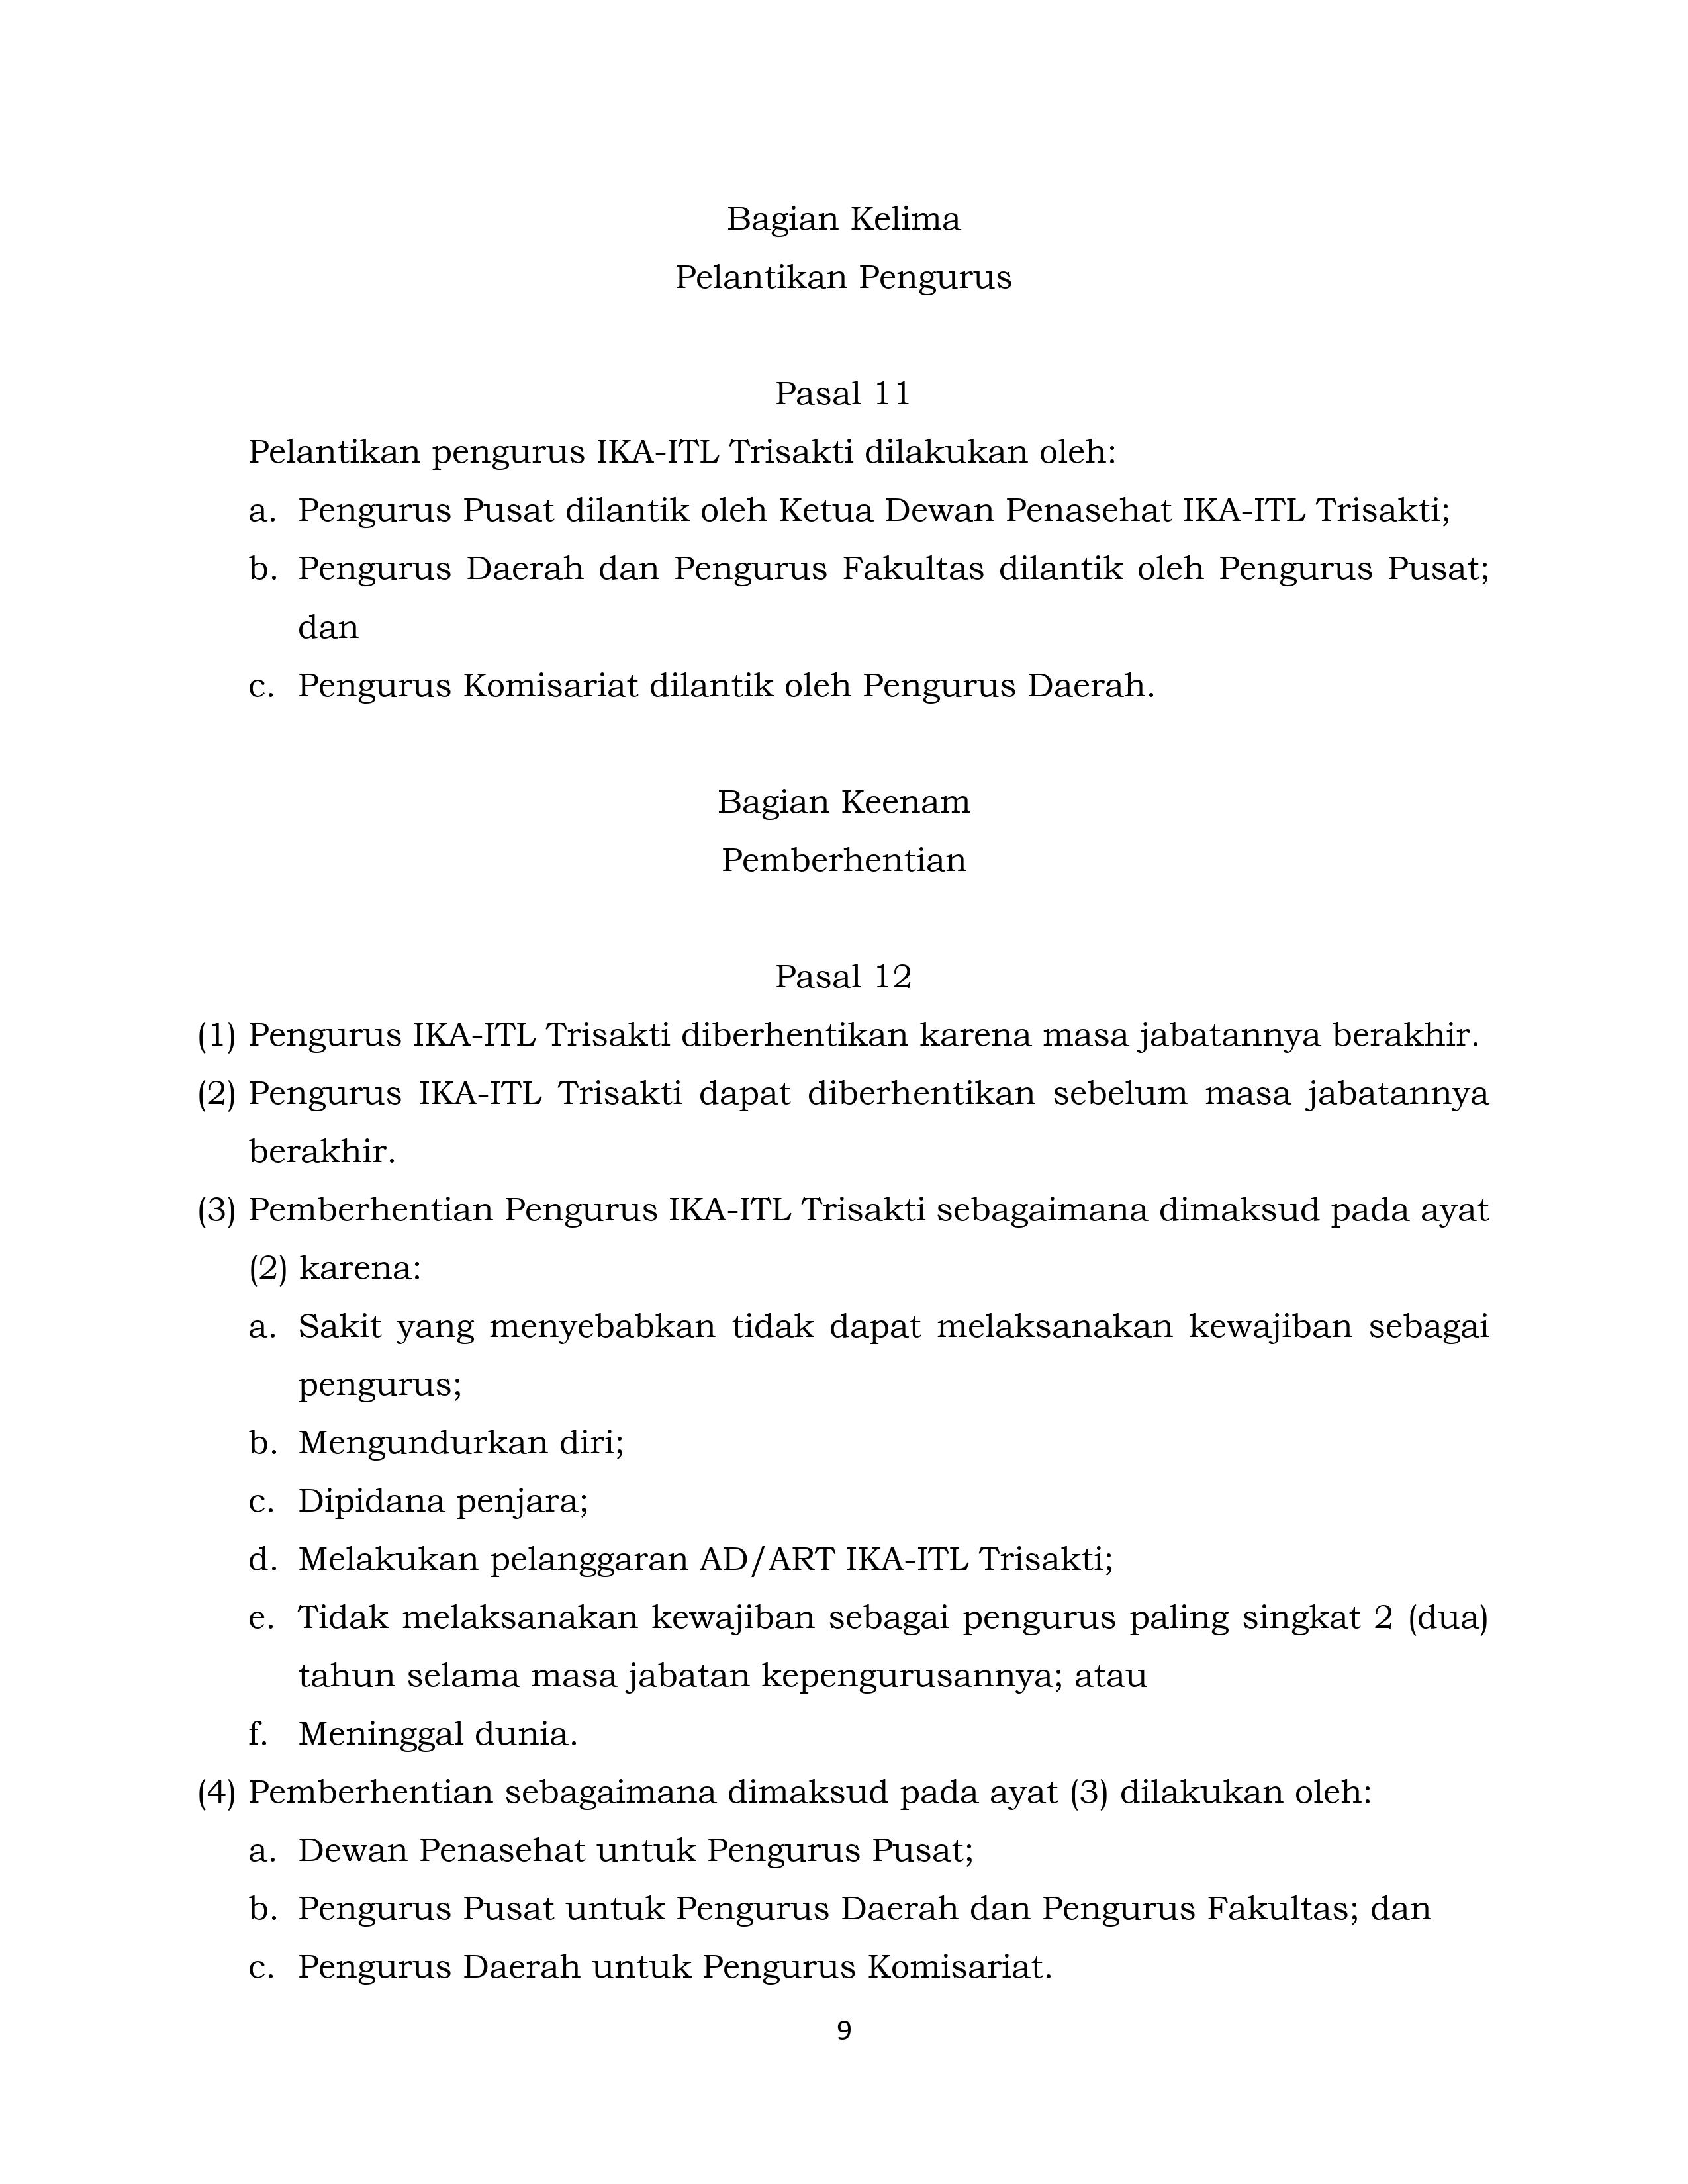 Bagian Kelima
Pelantikan Pengurus
Pasal 11
Pelantikan pengurus IKA-ITL Trisakti dilakukan oleh:
a. Pengurus Pusat dilantik oleh Ketua Dewan Penasehat IKA-ITL Trisakti;
b. Pengurus Daerah dan Pengurus Fakultas dilantik oleh Pengurus Pusat;
dan
c. Pengurus Komisariat dilantik oleh Pengurus Daerah.
Bagian Keenam
Pemberhentian
Pasal 12
(1) Pengurus IKA-ITL Trisakti diberhentikan karena masa jabatannya berakhir.
(2) Pengurus IKA-ITL Trisakti dapat diberhentikan sebelum masa jabatannya
berakhir.
(3) Pemberhentian Pengurus IKA-ITL Trisakti sebagaimana dimaksud pada ayat
(2) karena:
a. Sakit yang menyebabkan tidak dapat melaksanakan kewajiban sebagai
pengurus;
b. Mengundurkan diri;
c. Dipidana penjara;
d. Melakukan pelanggaran AD/ART IKA-ITL Trisakti;
e. Tidak melaksanakan kewajiban sebagai pengurus paling singkat 2 (dua)
tahun selama masa jabatan kepengurusannya; atau
f. Meninggal dunia.
(4) Pemberhentian sebagaimana dimaksud pada ayat (3) dilakukan oleh:
a. Dewan Penasehat untuk Pengurus Pusat;
b. Pengurus Pusat untuk Pengurus Daerah dan Pengurus Fakultas; dan
c. Pengurus Daerah untuk Pengurus Komisariat.
9